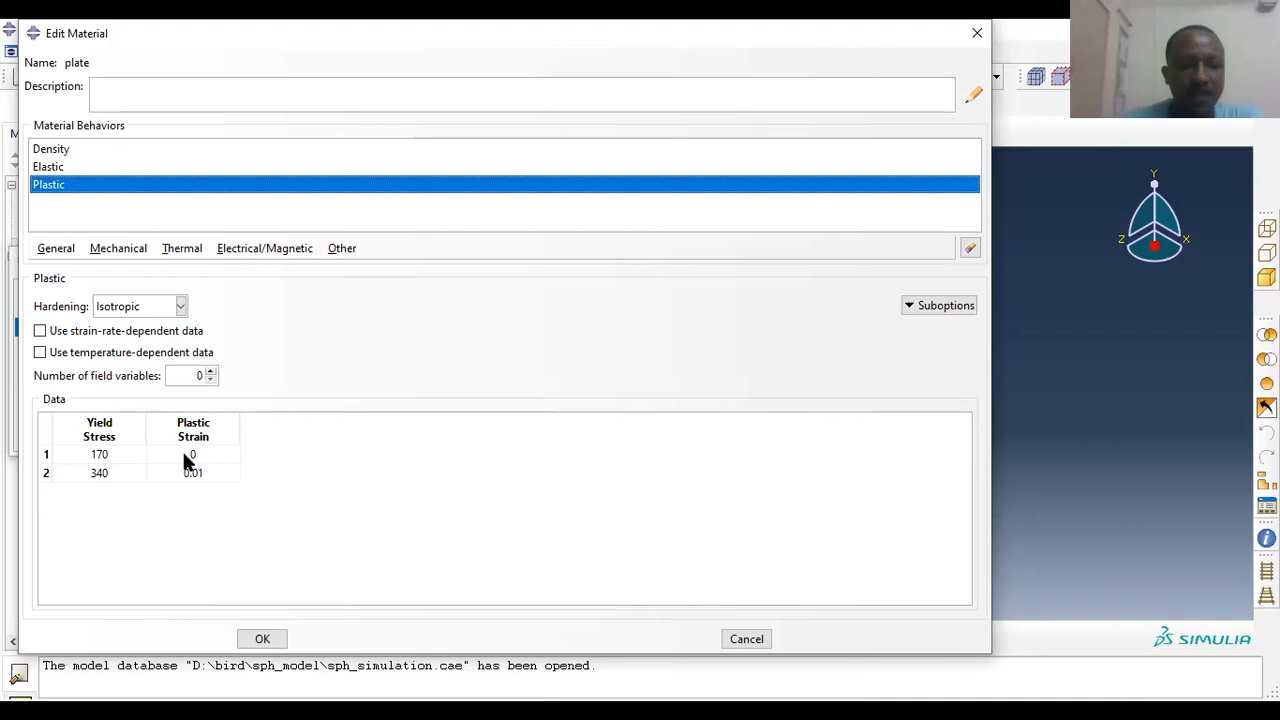 Edit Material
Name: plate
Description:
Material Behaviors
Density
Elastic
Plastic
General Mechanical Thermal Electrical/Magnetic Other
Plastic
Hardening: Isotropic
Suboptions
Use strain-rate-dependent data
Use temperature-dependent data
Number of field variables: 0
Data
Yield Stress Plastic Strain
1 170 0
2 340 0.01
OK Cancel
Y
Z X
SIMULIA
The model database "D:\bird\sph_model\sph_simulation.cae" has been opened.